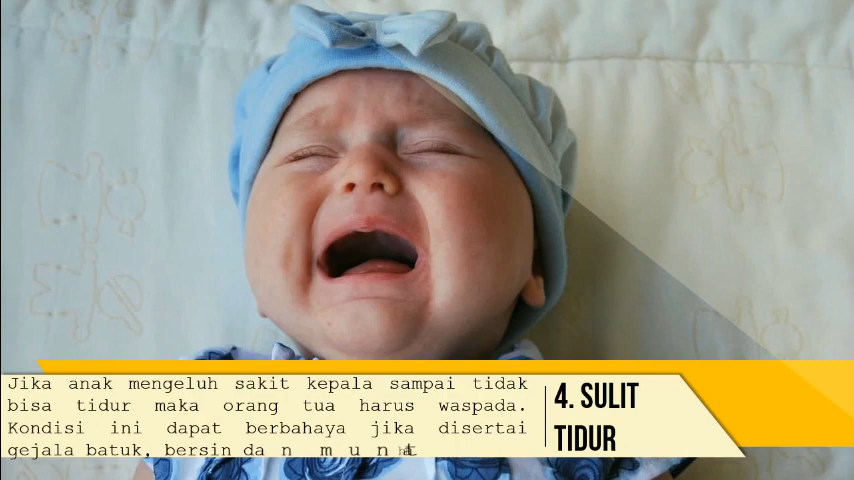 Jika anak mengeluh sakit kepala sampai tidak
bisa tidur maka orang tua harus waspada.
Kondisi ini dapat berbahaya jika disertai
gejala batuk, bersin dan
4. SULIT
TIDUR